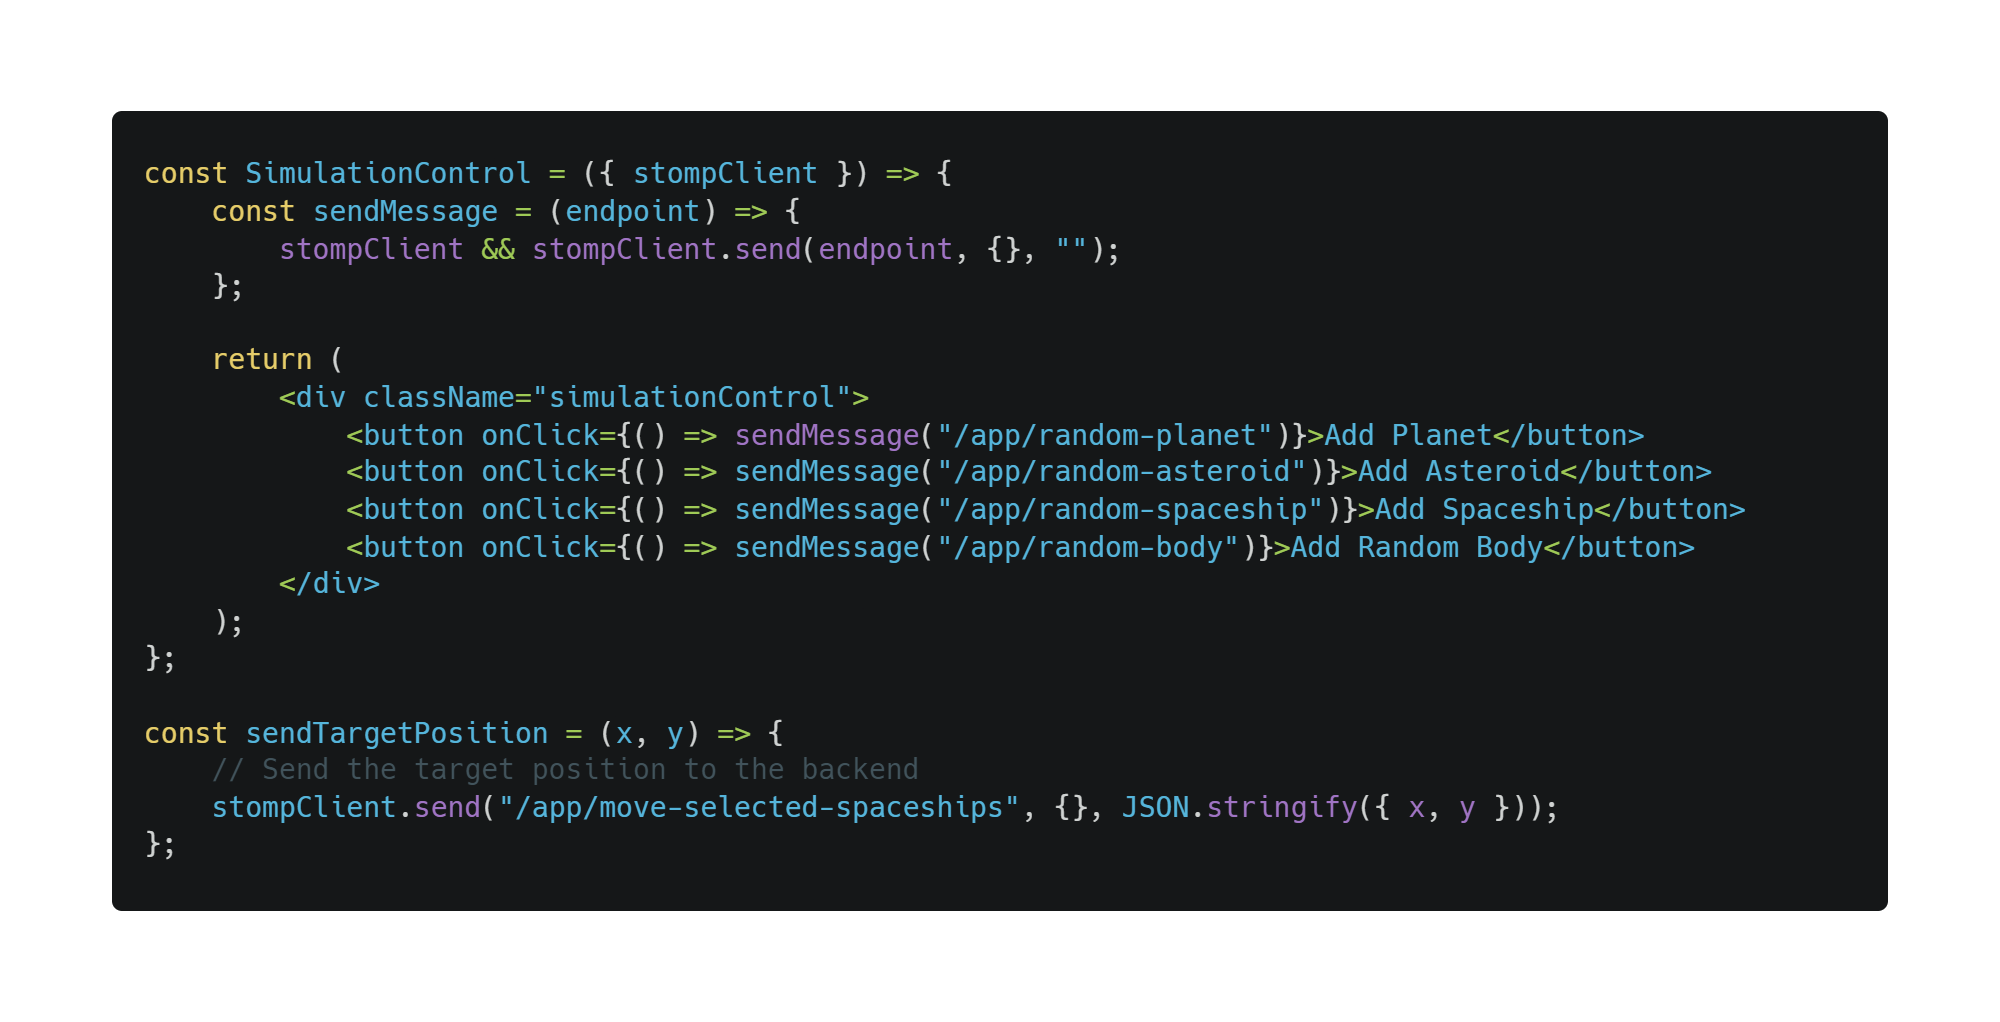 const SimulationControl = ({ stompClient }) => {
    const sendMessage = (endpoint) => {
        stompClient && stompClient.send(endpoint, {}, "");
    };

    return (
        <div className="simulationControl">
            <button onClick={() => sendMessage("/app/random-planet")}>Add Planet</button>
            <button onClick={() => sendMessage("/app/random-asteroid")}>Add Asteroid</button>
            <button onClick={() => sendMessage("/app/random-spaceship")}>Add Spaceship</button>
            <button onClick={() => sendMessage("/app/random-body")}>Add Random Body</button>
        </div>
    );
};

const sendTargetPosition = (x, y) => {
    // Send the target position to the backend
    stompClient.send("/app/move-selected-spaceships", {}, JSON.stringify({ x, y }));
};